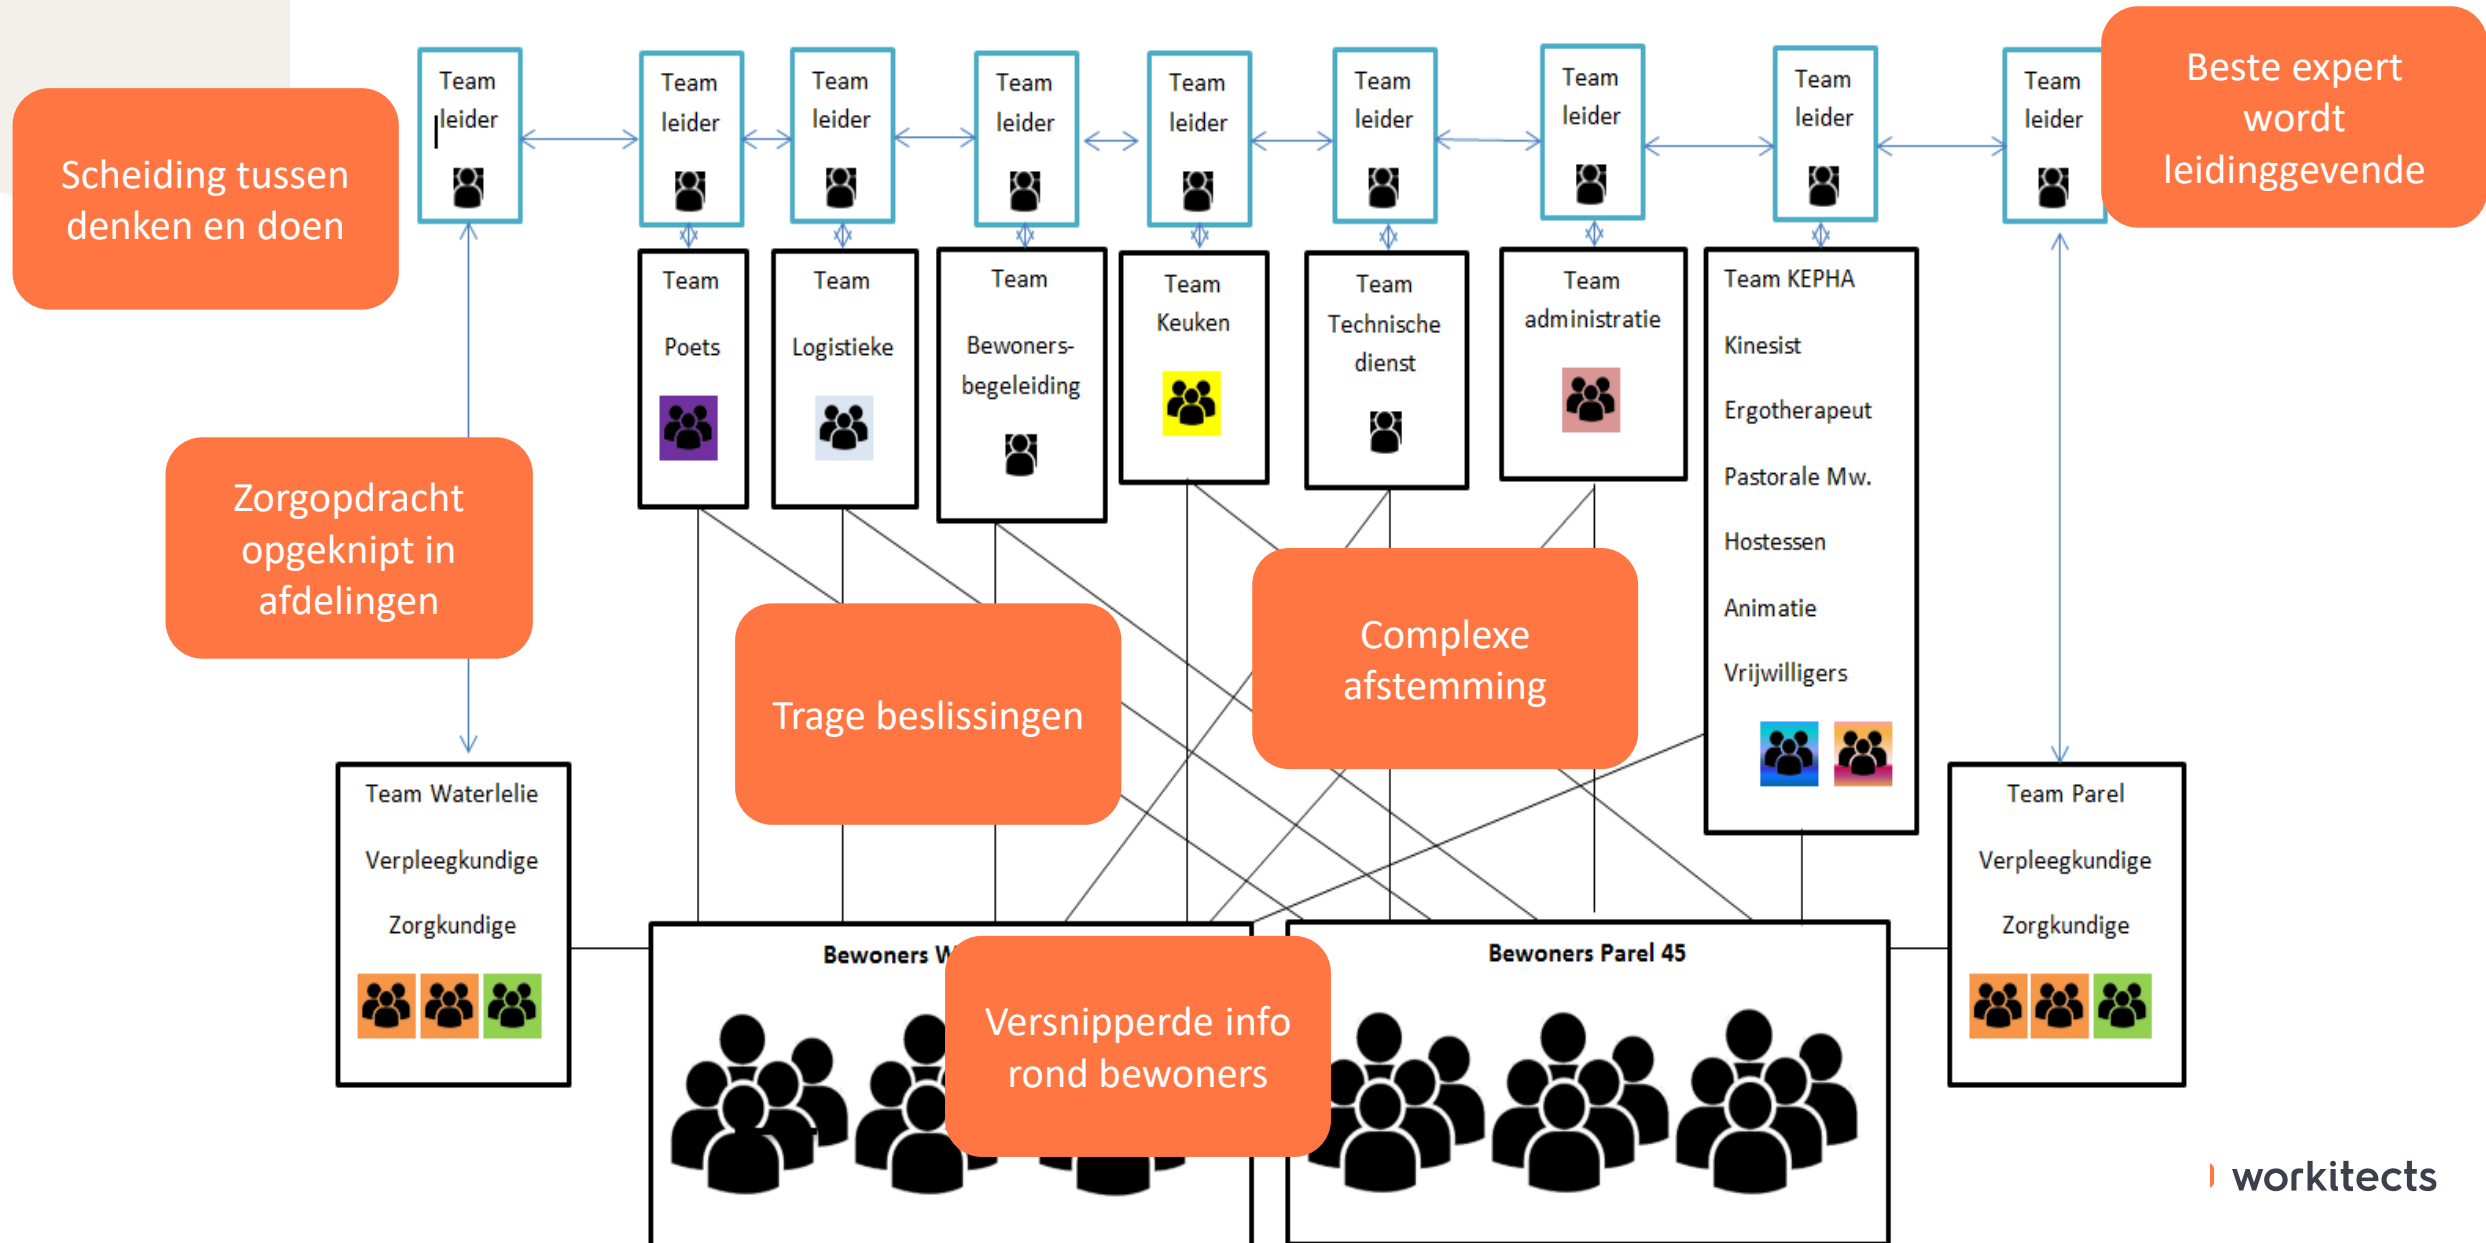 Team
leider
Team
leider
Team
leider
Team
leider
Team
leider
Team
leider
Team
leider
Team
leider
Team
leider
Beste expert
wordt
leidinggevende
Scheiding tussen
denken en doen
Team
Poets
Team
Logistieke
Team
Bewoners-
begeleiding
Team
Keuken
Team
Technische
dienst
Team
administratie
Team KEPHA
Kinesist
Ergotherapeut
Pastorale Mw.
Hostessen
Animatie
Vrijwilligers
Zorgopdracht
opgeknipt in
afdelingen
Trage beslissingen
Complexe
afstemming
Team Waterlelie
Verpleegkundige
Zorgkundige
Team Parel
Verpleegkundige
Zorgkundige
Bewoners
Bewoners Parel 45
Versnipperde info
rond bewoners
workitects